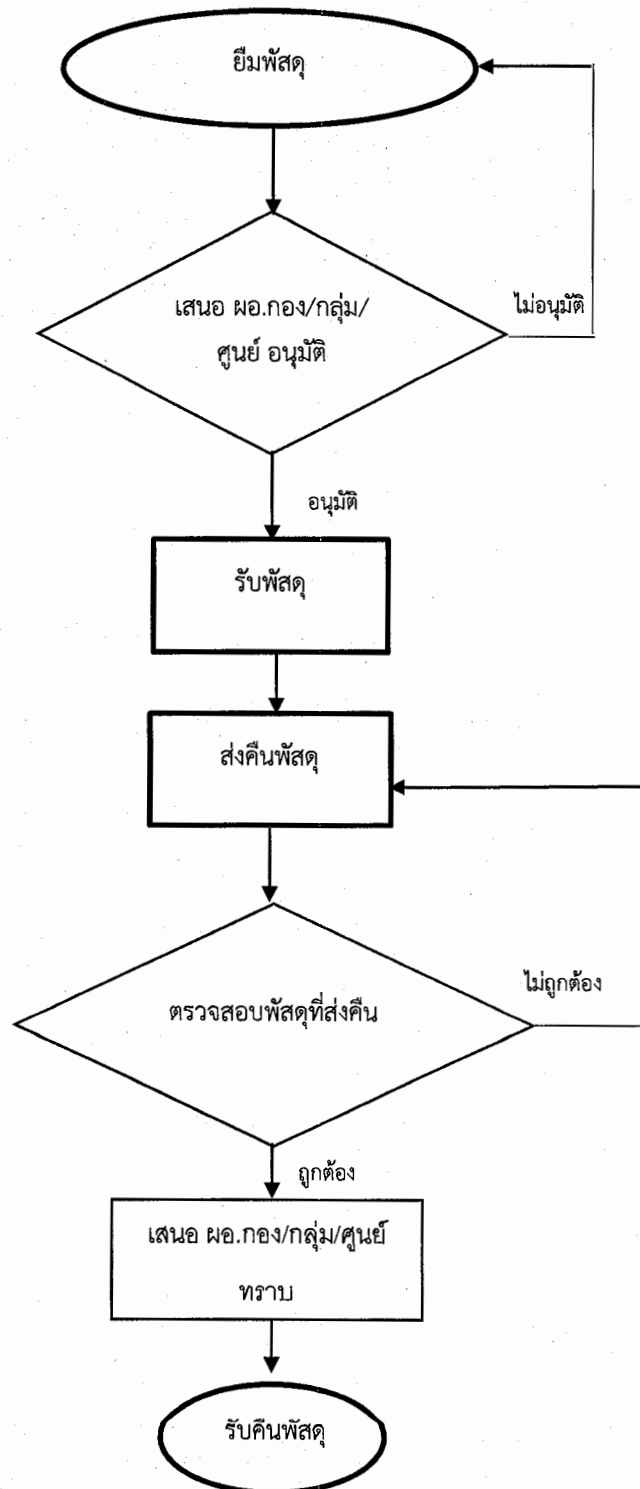 ยืมพัสดุ
เสนอ ผอ.กอง/กลุ่ม/
ศูนย์ อนุมัติ
ไม่อนุมัติ
อนุมัติ
รับพัสดุ
ส่งคืนพัสดุ
ตรวจสอบพัสดุที่ส่งคืน
ไม่ถูกต้อง
ถูกต้อง
เสนอ ผอ.กอง/กลุ่ม/ศูนย์
ทราบ
รับคืนพัสดุ